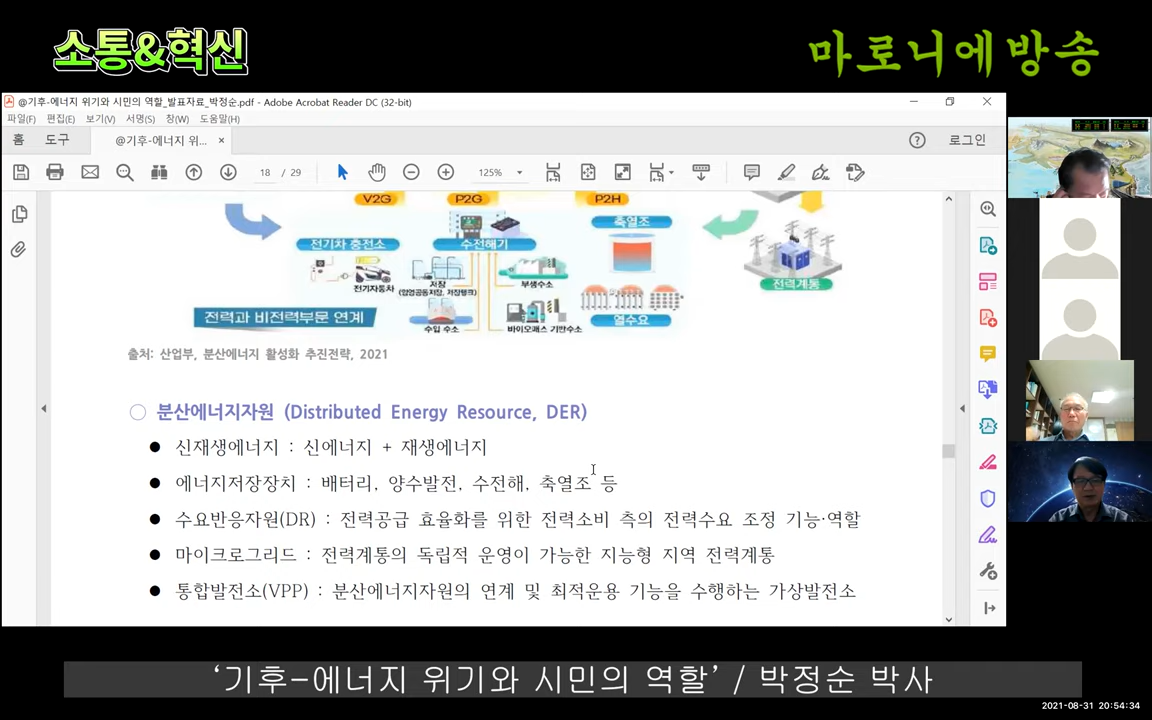 소통&혁신
마로니에방송
@기후-에너지 위기와 시민의 역할_발표자료_박정순.pdf - Adobe Acrobat Reader DC (32-bit)
파일(F) 편집(E) 보기(V) 서명(S) 창(W) 도움말(H)
홈 도구 @기후-에너지 위... × 로그인
18 / 29 125%
V2G P2G P2H
전기차 충전소 수전해기 축열조
전기자동차 저장 부생수소 전력계통
전력과 비전력부문 연계 수입 수소 바이오매스 기반수소 열수요
출처: 산업부, 분산에너지 활성화 추진전략, 2021
○ 분산에너지자원 (Distributed Energy Resource, DER)
● 신재생에너지 : 신에너지 + 재생에너지
● 에너지저장장치 : 배터리, 양수발전, 수전해, 축열조 등
● 수요반응자원(DR) : 전력공급 효율화를 위한 전력소비 측의 전력수요 조정 기능·역할
● 마이크로그리드 : 전력계통의 독립적 운영이 가능한 지능형 지역 전력계통
● 통합발전소(VPP) : 분산에너지자원의 연계 및 최적운용 기능을 수행하는 가상발전소
‘기후-에너지 위기와 시민의 역할’ / 박정순 박사
2021-08-31 20:54:34